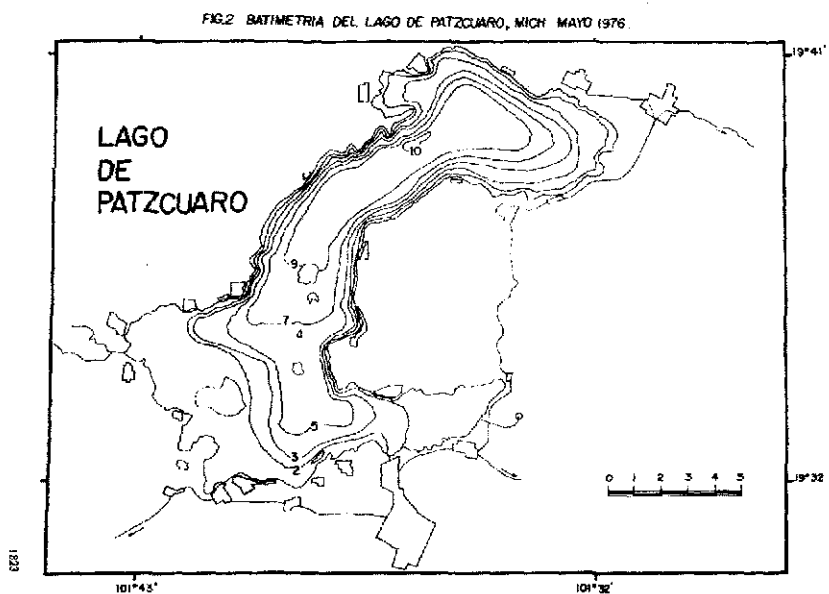 FIG.2 BATIMETRIA DEL LAGO DE PATZCUARO, MICH MAYO 1976.
19°41'
LAGO
DE
PATZCUARO
10
9
7
4
5
3
2
0 1 2 3 4 5
19°32'
1823
101°43'
101°32'